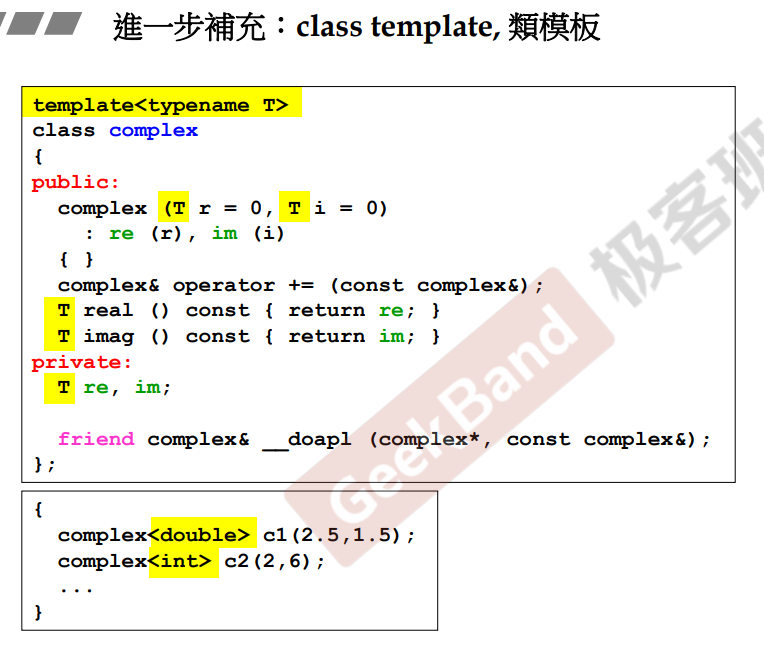 進一步補充：class template, 類模板
template<typename T>
class complex
{
public:
complex (T r = 0, T i = 0)
: re (r), im (i)
{ }
complex& operator += (const complex&);
T real () const { return re; }
T imag () const { return im; }
private:
T re, im;
friend complex& __doapl (complex*, const complex&);
};
{
complex<double> c1(2.5,1.5);
complex<int> c2(2,6);
...
}
GeekBand 极客班